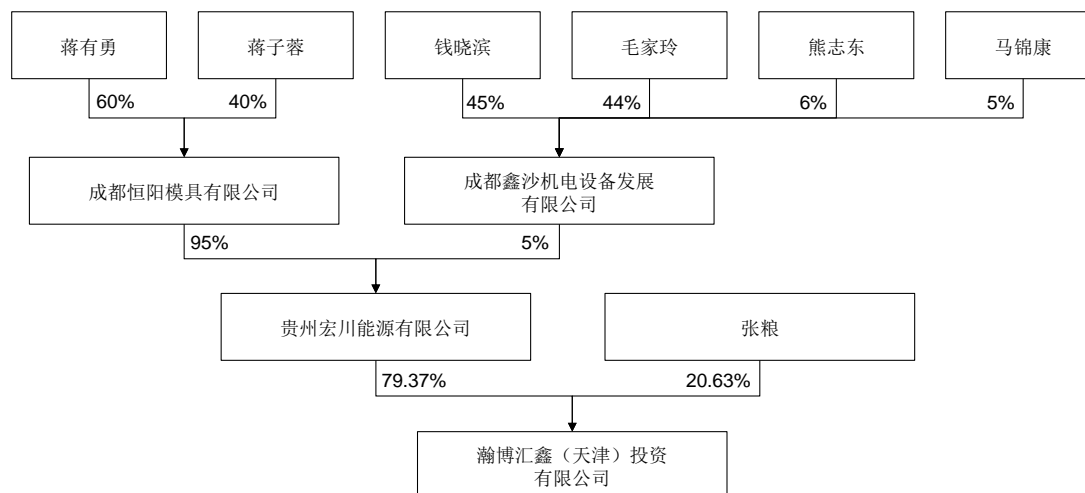 蒋有勇
蒋子蓉
钱晓滨
毛家玲
熊志东
马锦康
60%
40%
45%
44%
6%
5%
成都恒阳模具有限公司
成都鑫沙机电设备发展
有限公司
95%
5%
贵州宏川能源有限公司
张粮
79.37%
20.63%
瀚博汇鑫（天津）投资
有限公司